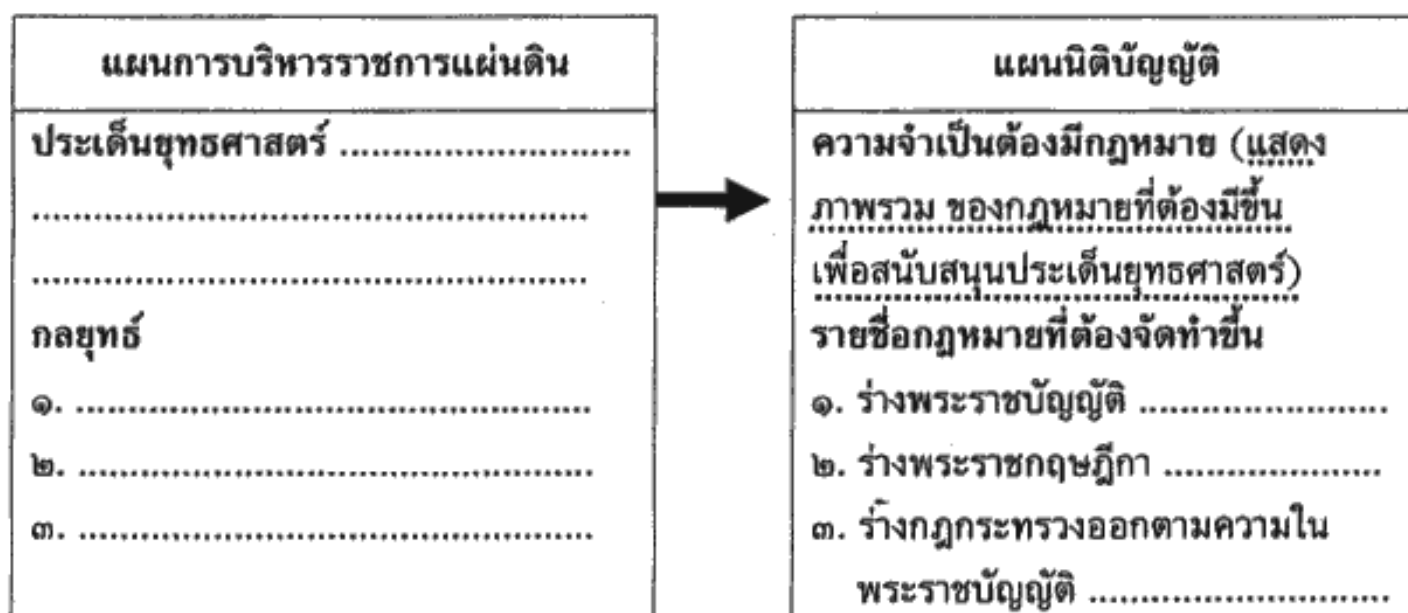 แผนการบริหารราชการแผ่นดิน
ประเด็นยุทธศาสตร์ ............................
......................................................
......................................................
กลยุทธ์
๑. ..................................................
๒. ..................................................
๓. ..................................................
แผนนิติบัญญัติ
ความจำเป็นต้องมีกฎหมาย (แสดง
ภาพรวม ของกฎหมายที่ต้องมีขึ้น
เพื่อสนับสนุนประเด็นยุทธศาสตร์)
รายชื่อกฎหมายที่ต้องจัดทำขึ้น
๑. ร่างพระราชบัญญัติ ........................
๒. ร่างพระราชกฤษฎีกา .....................
๓. ร่างกฎกระทรวงออกตามความใน
พระราชบัญญัติ .............................